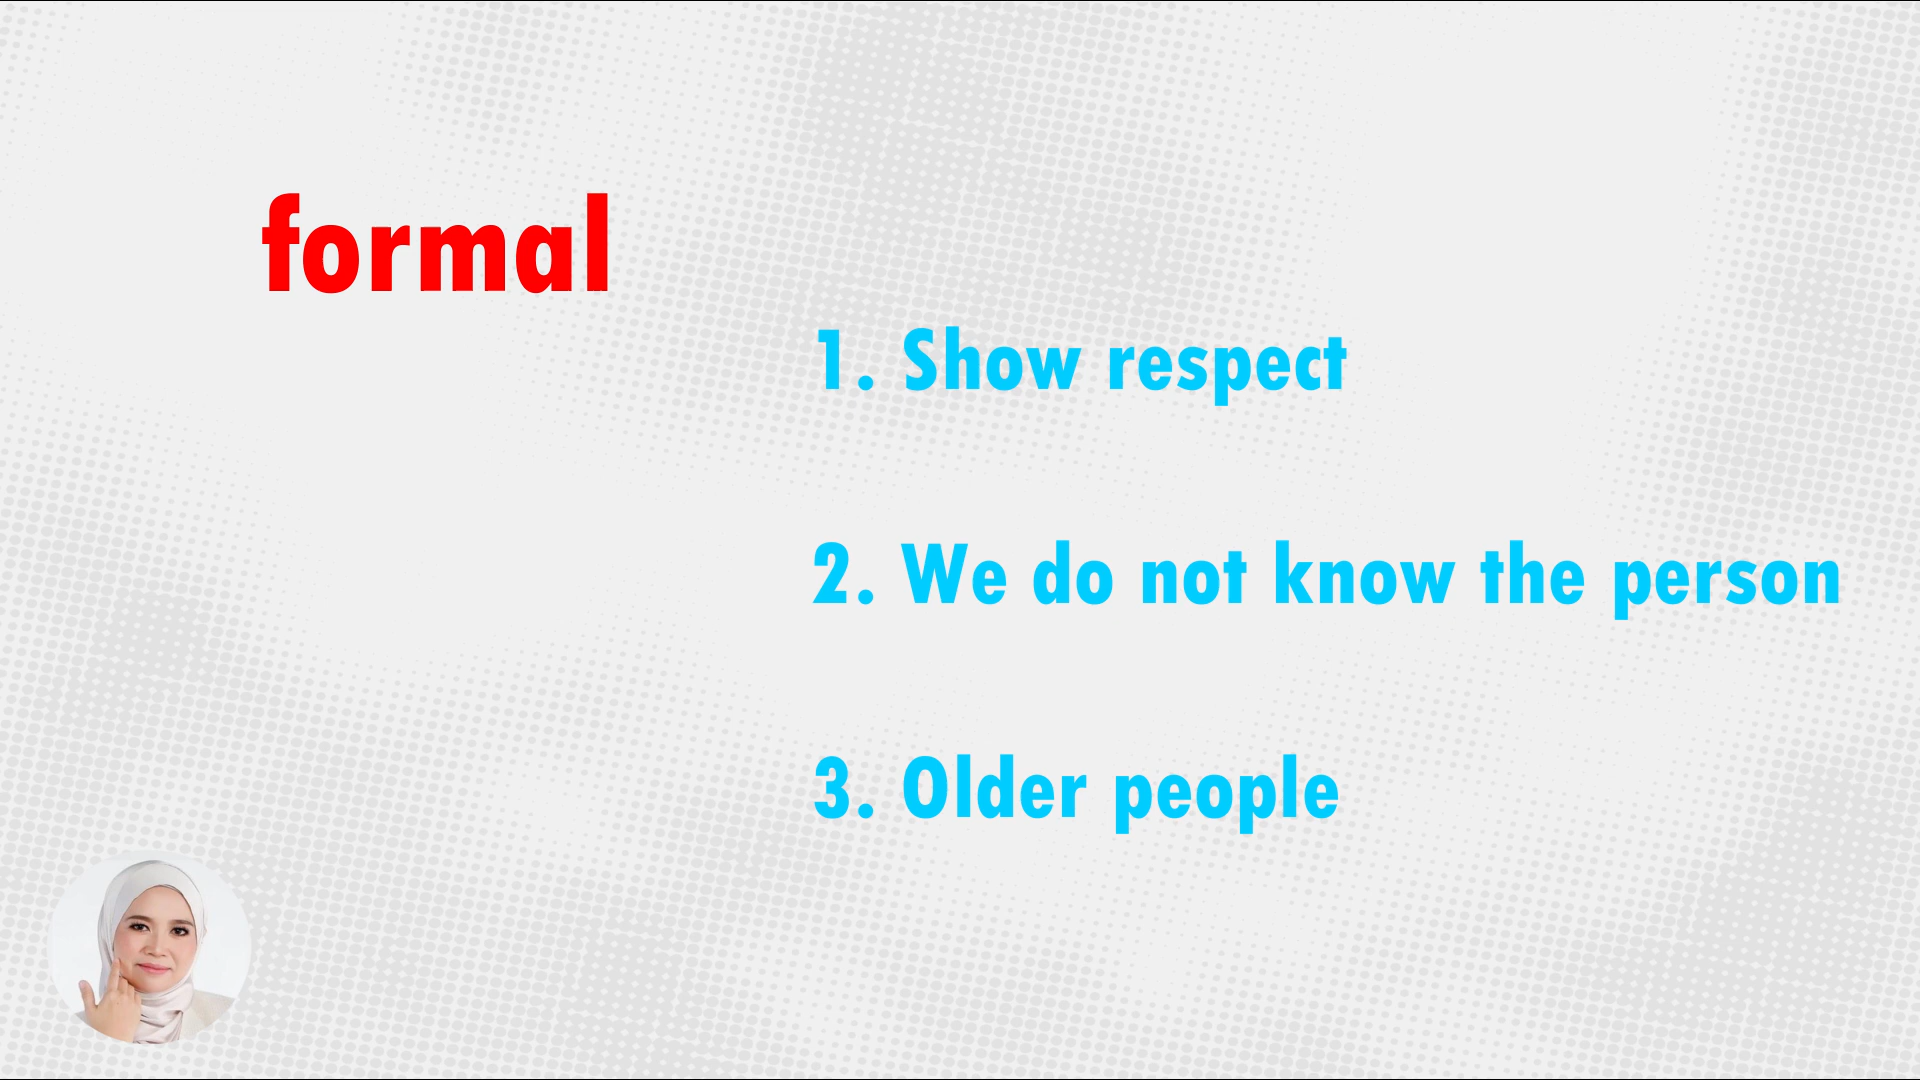 formal
1. Show respect
2. We do not know the person
3. Older people